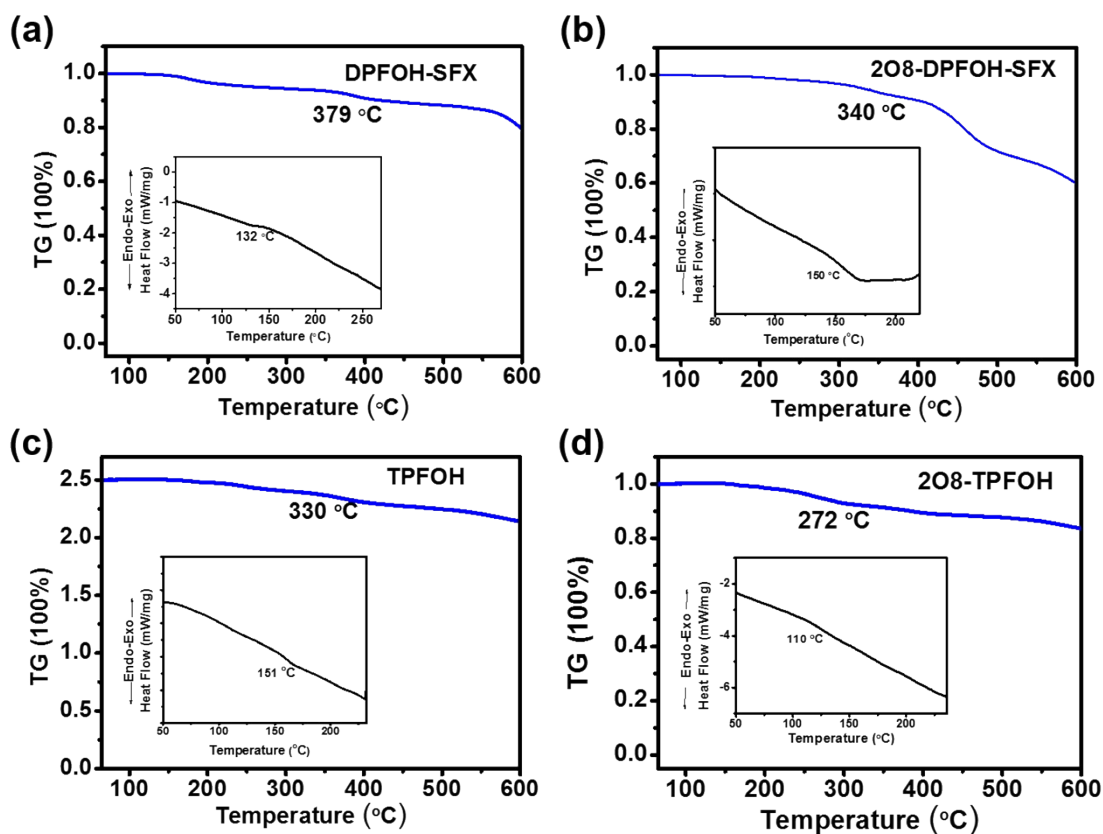 (a)
DPFOH-SFX
TG (100%)
1.0
0.8
0.6
0.4
0.2
0.0
379 °C
Endo-Exo
Heat Flow (mW/mg)
0
-1
-2
-3
-4
132 °C
50 100 150 200 250
Temperature (°C)
100 200 300 400 500 600
Temperature (°C)
(b)
2O8-DPFOH-SFX
TG (100%)
1.0
0.8
0.6
0.4
0.2
0.0
340 °C
Endo-Exo
Heat Flow (mW/mg)
150 °C
50 100 150 200
Temperature (°C)
100 200 300 400 500 600
Temperature (°C)
(c)
TPFOH
TG (100%)
2.5
2.0
1.5
1.0
0.5
0.0
330 °C
Endo-Exo
Heat Flow (mW/mg)
151 °C
50 100 150 200
Temperature (°C)
100 200 300 400 500 600
Temperature (°C)
(d)
2O8-TPFOH
TG (100%)
1.0
0.8
0.6
0.4
0.2
0.0
272 °C
Endo-Exo
Heat Flow (mW/mg)
-2
-4
-6
110 °C
50 100 150 200
Temperature (°C)
100 200 300 400 500 600
Temperature (°C)